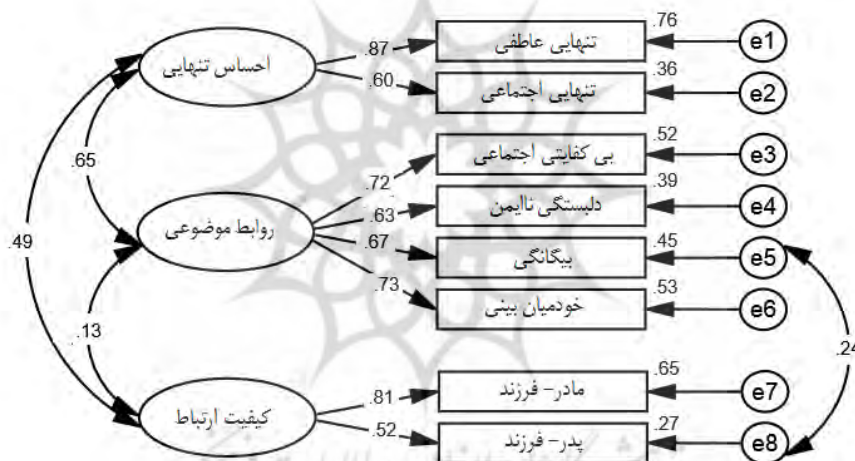 احساس تنهایی
.87
تنهایی عاطفی
.76
e1
.60
تنهایی اجتماعی
.36
e2
.65
.49
روابط موضوعی
.72
بی کفایتی اجتماعی
.52
e3
.63
دلبستگی ناایمن
.39
e4
.67
بیگانگی
.45
e5
.73
خودمیان بینی
.53
e6
.24
.13
کیفیت ارتباط
.81
مادر- فرزند
.65
e7
.52
پدر- فرزند
.27
e8